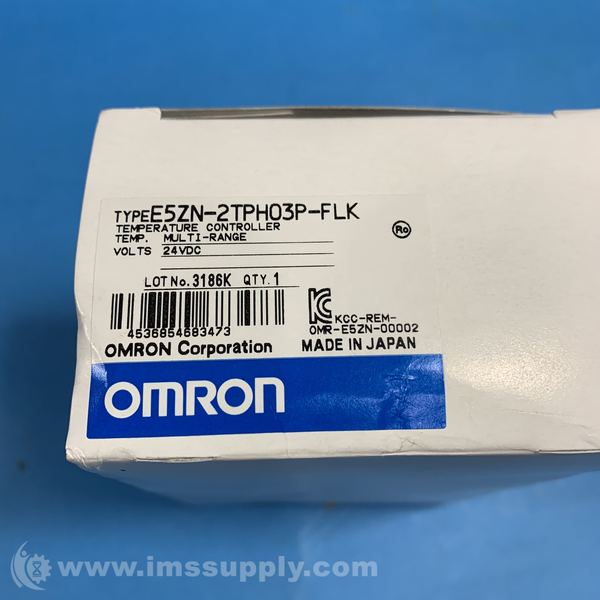 TYPE E5ZN-2TPH03P-FLK
TEMPERATURE CONTROLLER
TEMP. MULTI-RANGE
VOLTS 24VDC
Ro
LOT No. 3186K QTY. 1
4536854683473
KCC-REM-
OMR-E5ZN-00002
OMRON Corporation MADE IN JAPAN
OMRON
www.imssupply.com